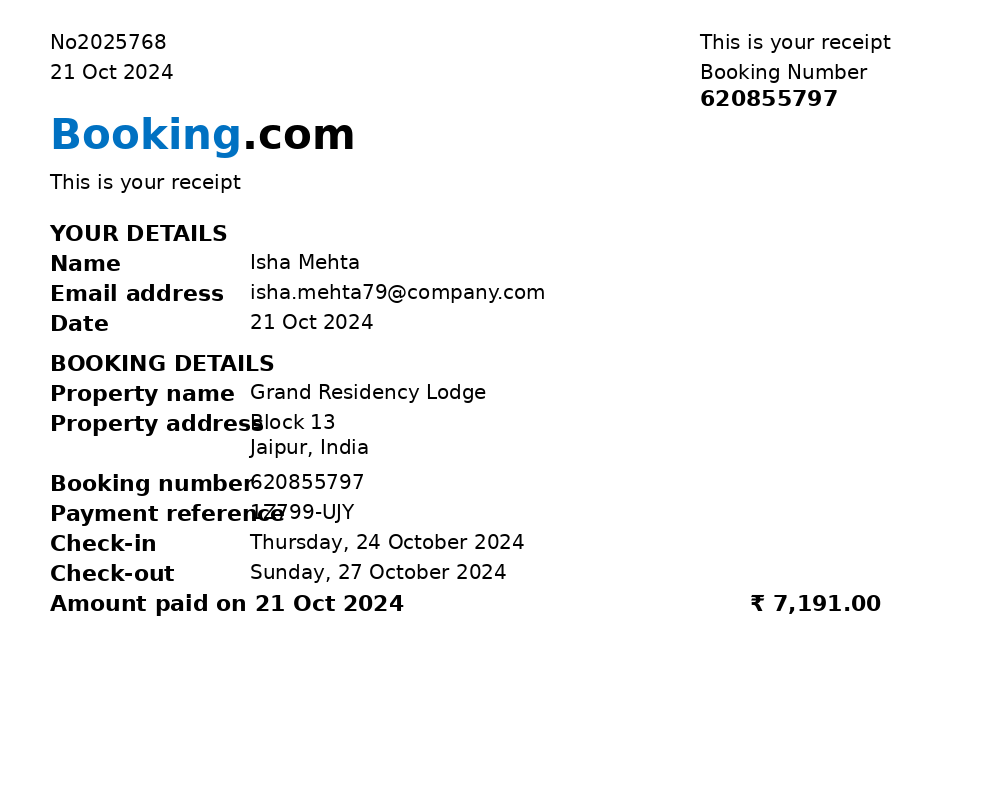 No2025768
21 Oct 2024
This is your receipt
Booking Number
620855797
Booking.com
This is your receipt
YOUR DETAILS
Name Isha Mehta
Email address isha.mehta79@company.com
Date 21 Oct 2024
BOOKING DETAILS
Property name Grand Residency Lodge
Property address Block 13
Jaipur, India
Booking number 620855797
Payment reference 1Z799-UJY
Check-in Thursday, 24 October 2024
Check-out Sunday, 27 October 2024
Amount paid on 21 Oct 2024 ₹ 7,191.00